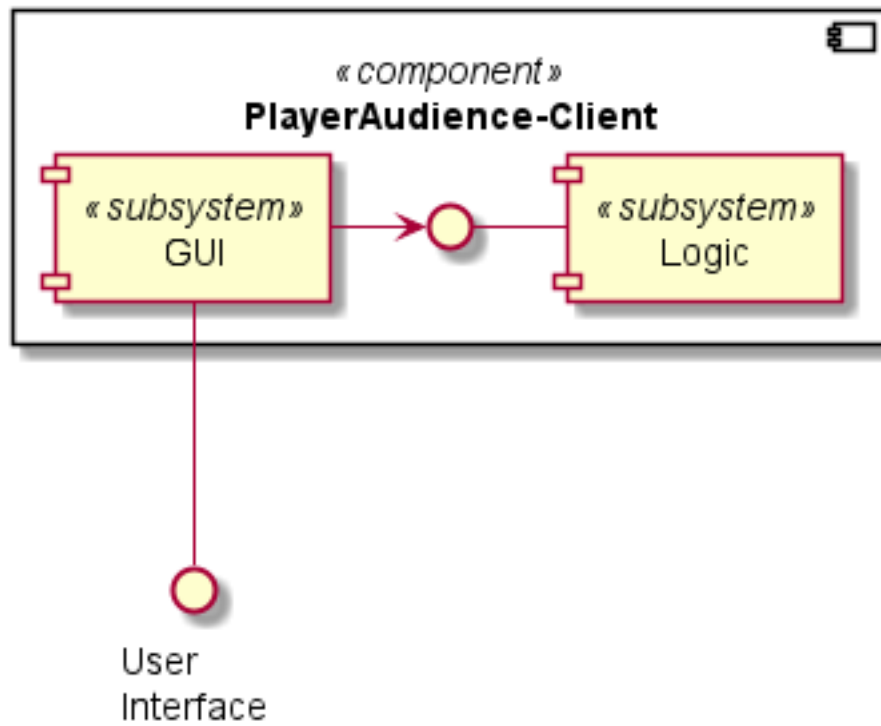 «component»
PlayerAudience-Client
«subsystem»
GUI
«subsystem»
Logic
User
Interface